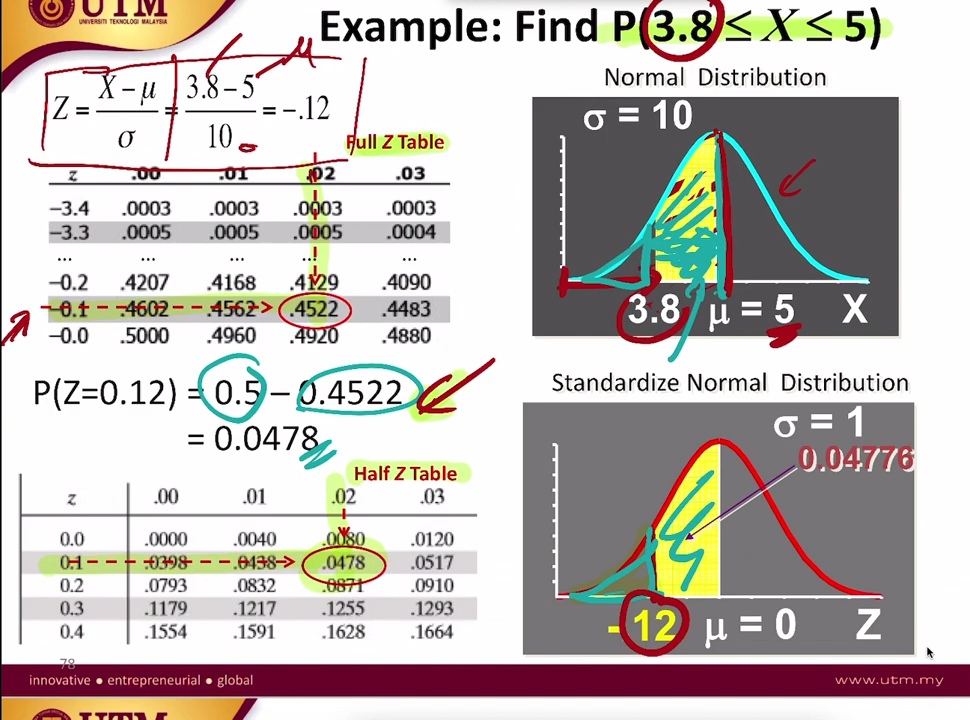 UTM
UNIVERSITI TEKNOLOGI MALAYSIA
Example: Find P(3.8 ≤ X ≤ 5)
Z = X − μ / σ = 3.8 − 5 / 10 = −.12
μ
Full Z Table
z .00 .01 .02 .03
−3.4 .0003 .0003 .0003 .0003
−3.3 .0005 .0005 .0005 .0004
... ... ... ... ...
−0.2 .4207 .4168 .4129 .4090
−0.1 .4602 .4562 .4522 .4483
−0.0 .5000 .4960 .4920 .4880
P(Z=0.12) = 0.5 − 0.4522
= 0.0478
Half Z Table
z .00 .01 .02 .03
0.0 .0000 .0040 .0080 .0120
0.1 .0398 .0438 .0478 .0517
0.2 .0793 .0832 .0871 .0910
0.3 .1179 .1217 .1255 .1293
0.4 .1554 .1591 .1628 .1664
Normal Distribution
σ = 10
3.8 μ = 5 X
Standardize Normal Distribution
σ = 1
0.04776
-12 μ = 0 Z
78
innovative ● entrepreneurial ● global
www.utm.my
UTM